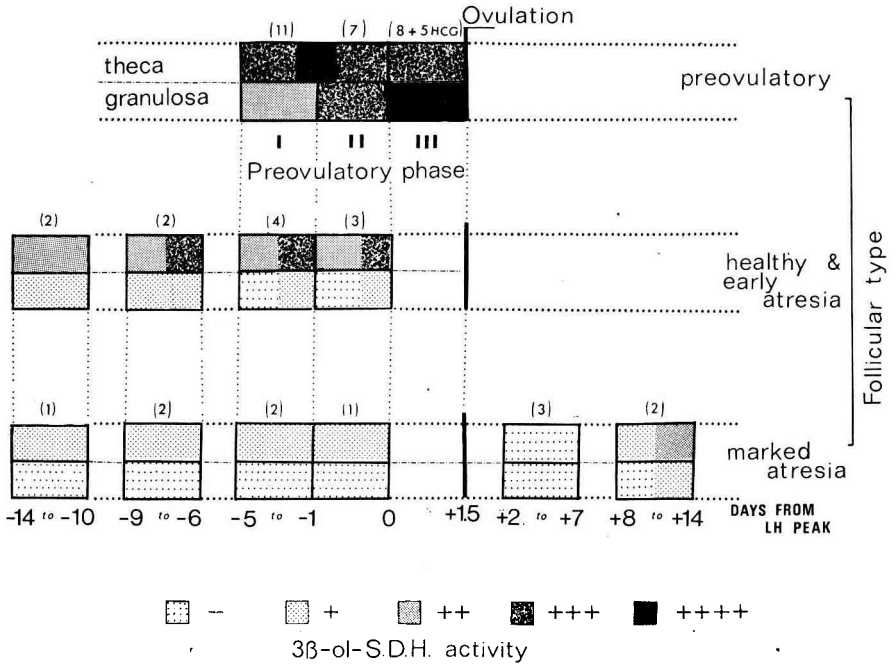 Ovulation
(11) (7) (8 + 5 HCG)
theca
granulosa
preovulatory
I II III
Preovulatory phase
(2) (2) (4) (3)
healthy & early atresia
Follicular type
(1) (2) (2) (1) (3) (2)
marked atresia
-14 to -10 -9 to -6 -5 to -1 0 +1.5 +2 to +7 +8 to +14 DAYS FROM LH PEAK
- + ++ +++ ++++
3ß-ol-S.D.H. activity